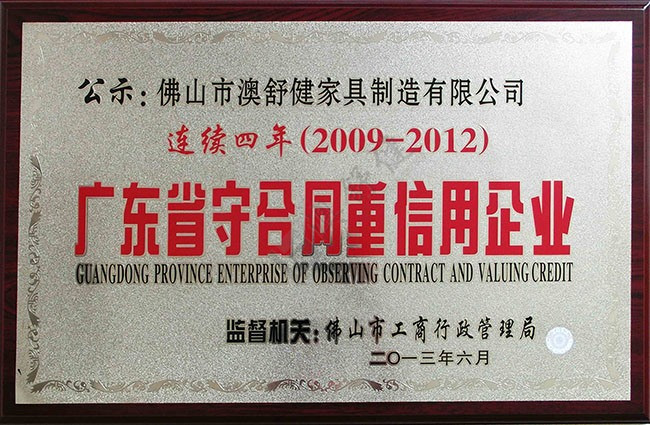 公示：佛山市澳舒健家具制造有限公司
连续四年(2009-2012)
广东省守合同重信用企业
GUANGDONG PROVINCE ENTERPRISE OF OBSERVING CONTRACT AND VALUING CREDIT
监督机关：佛山市工商行政管理局
二〇一三年六月